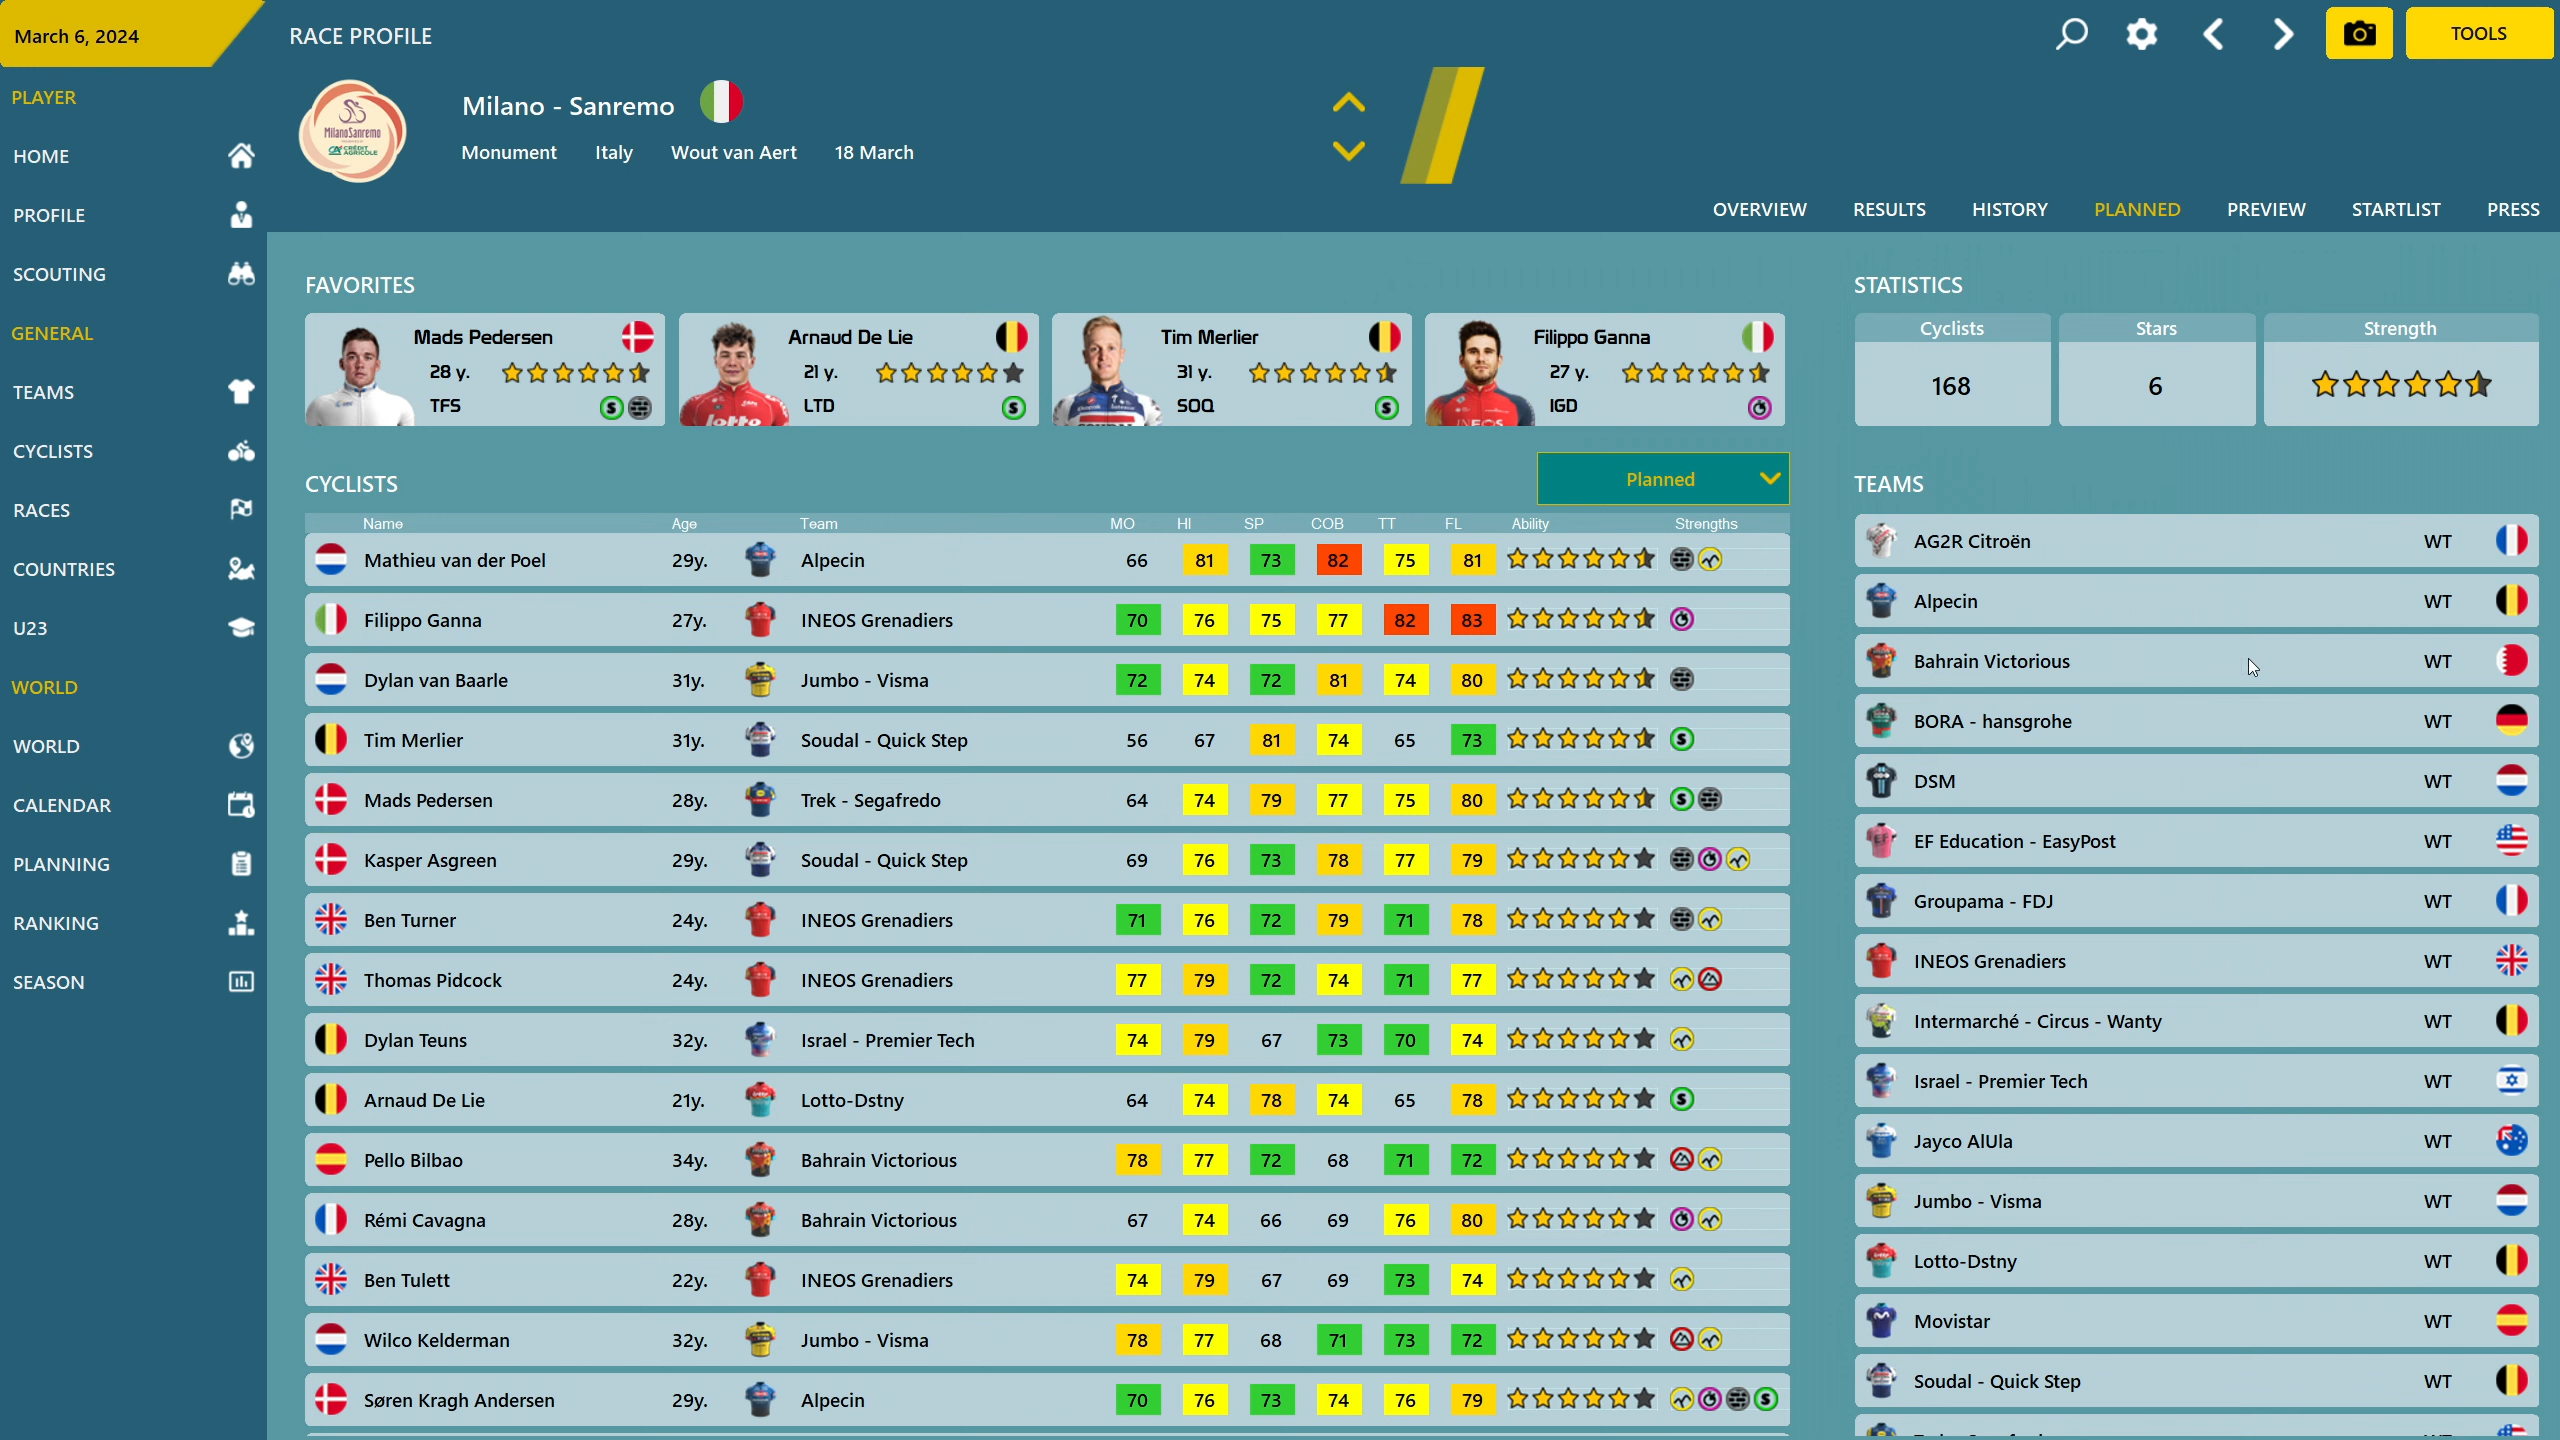 March 6, 2024
RACE PROFILE
TOOLS
PLAYER
HOME
PROFILE
SCOUTING
GENERAL
TEAMS
CYCLISTS
RACES
COUNTRIES
U23
WORLD
WORLD
CALENDAR
PLANNING
RANKING
SEASON
MilanoSanremo
CRÉDIT AGRICOLE
Milano - Sanremo
Monument Italy Wout van Aert 18 March
OVERVIEW RESULTS HISTORY PLANNED PREVIEW STARTLIST PRESS
FAVORITES
Mads Pedersen
28 y.
TFS
S
Arnaud De Lie
21 y.
LTD
S
lotto
Tim Merlier
31 y.
SOQ
S
Filippo Ganna
27 y.
IGD
STATISTICS
Cyclists Stars Strength
168 6
CYCLISTS
Planned
Name Age Team MO HI SP COB TT FL Ability Strengths
Mathieu van der Poel 29y. Alpecin 66 81 73 82 75 81
Filippo Ganna 27y. INEOS Grenadiers 70 76 75 77 82 83
Dylan van Baarle 31y. Jumbo - Visma 72 74 72 81 74 80
Tim Merlier 31y. Soudal - Quick Step 56 67 81 74 65 73 S
Mads Pedersen 28y. Trek - Segafredo 64 74 79 77 75 80 S
Kasper Asgreen 29y. Soudal - Quick Step 69 76 73 78 77 79
Ben Turner 24y. INEOS Grenadiers 71 76 72 79 71 78
Thomas Pidcock 24y. INEOS Grenadiers 77 79 72 74 71 77
Dylan Teuns 32y. Israel - Premier Tech 74 79 67 73 70 74
Arnaud De Lie 21y. Lotto-Dstny 64 74 78 74 65 78 S
Pello Bilbao 34y. Bahrain Victorious 78 77 72 68 71 72
Rémi Cavagna 28y. Bahrain Victorious 67 74 66 69 76 80
Ben Tulett 22y. INEOS Grenadiers 74 79 67 69 73 74
Wilco Kelderman 32y. Jumbo - Visma 78 77 68 71 73 72
Søren Kragh Andersen 29y. Alpecin 70 76 73 74 76 79 S
TEAMS
AG2R Citroën WT
Alpecin WT
Bahrain Victorious WT
BORA - hansgrohe WT
DSM WT
EF Education - EasyPost WT
Groupama - FDJ WT
INEOS Grenadiers WT
Intermarché - Circus - Wanty WT
Israel - Premier Tech WT
Jayco AlUla WT
Jumbo - Visma WT
Lotto-Dstny WT
Movistar WT
Soudal - Quick Step WT